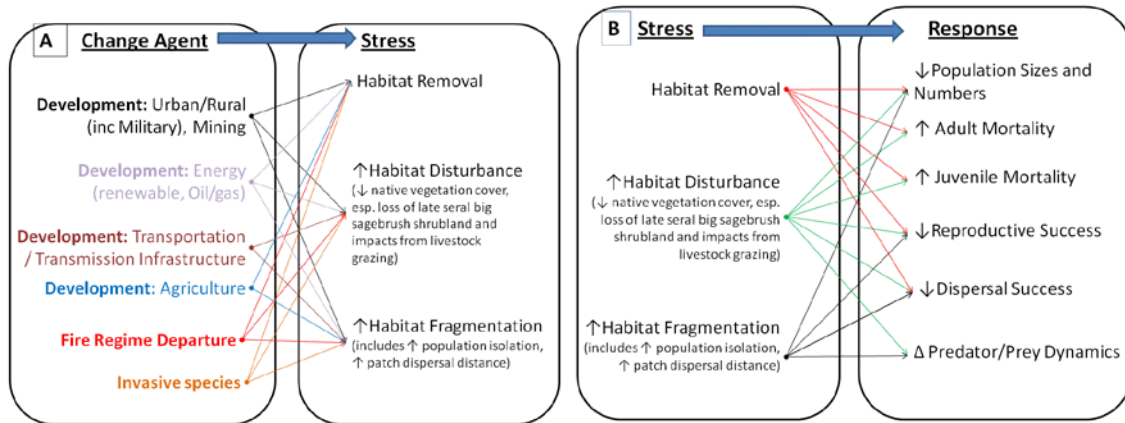 A
Change Agent
Stress
Development: Urban/Rural
(inc Military), Mining
Development: Energy
(renewable, Oil/gas)
Development: Transportation
/ Transmission Infrastructure
Development: Agriculture
Fire Regime Departure
Invasive species
Habitat Removal
↑Habitat Disturbance
(↓ native vegetation cover,
esp. loss of late seral big
sagebrush shrubland and
impacts from livestock
grazing)
↑Habitat Fragmentation
(includes ↑ population isolation,
↑ patch dispersal distance)
B
Stress
Response
Habitat Removal
↑Habitat Disturbance
(↓ native vegetation cover,
esp. loss of late seral big sagebrush
shrubland and impacts from
livestock grazing)
↑Habitat Fragmentation
(includes ↑ population isolation,
↑ patch dispersal distance)
↓Population Sizes and
Numbers
↑ Adult Mortality
↑ Juvenile Mortality
↓Reproductive Success
↓Dispersal Success
Δ Predator/Prey Dynamics